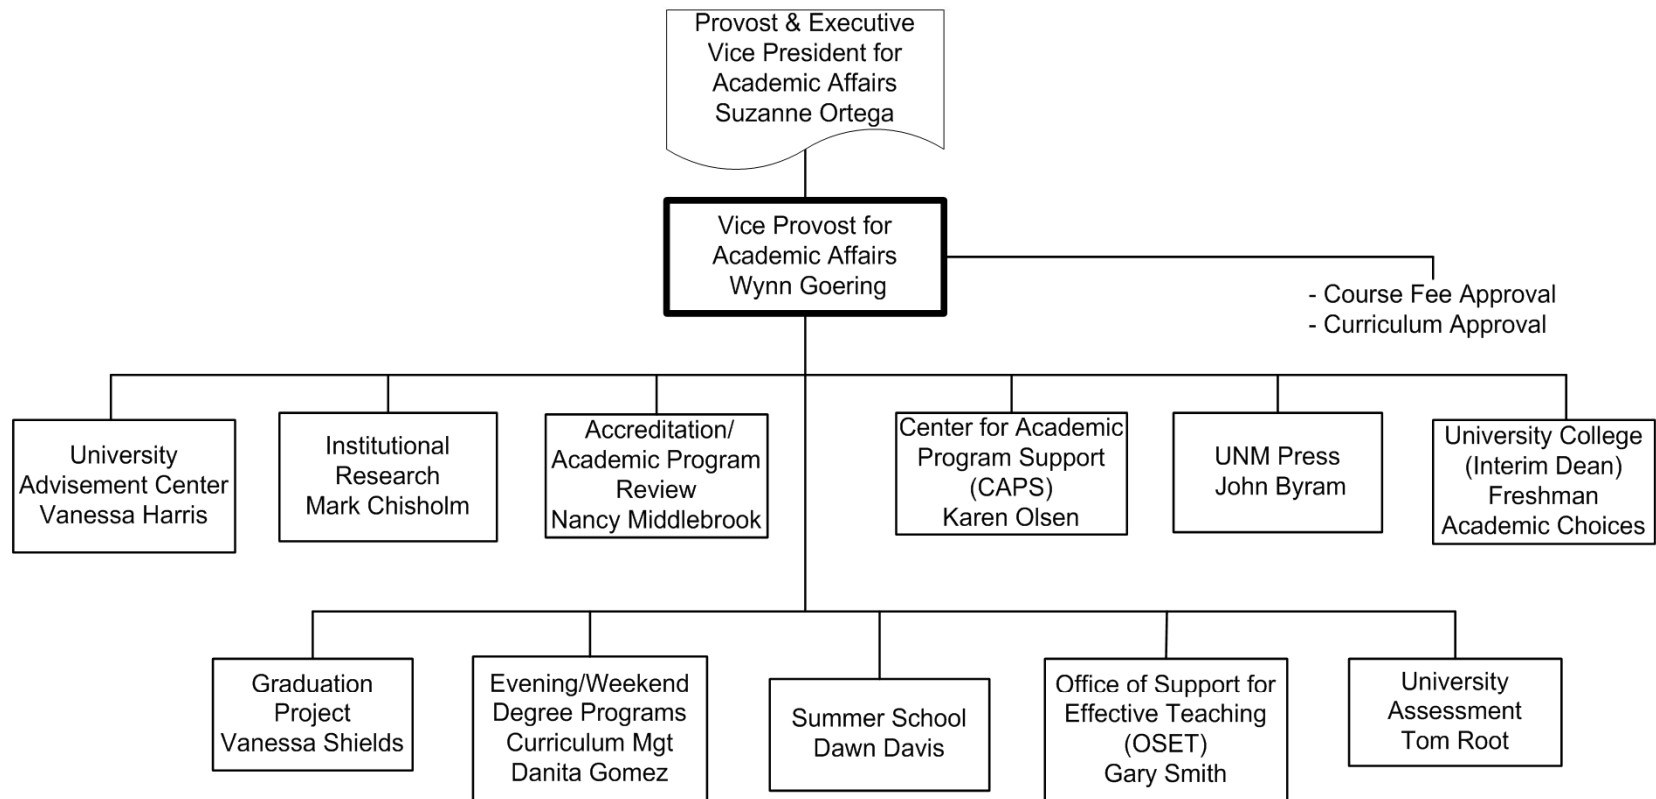 Provost & Executive
Vice President for
Academic Affairs
Suzanne Ortega
Vice Provost for
Academic Affairs
Wynn Goering
- Course Fee Approval
- Curriculum Approval
University
Advisement Center
Vanessa Harris
Institutional
Research
Mark Chisholm
Accreditation/
Academic Program
Review
Nancy Middlebrook
Center for Academic
Program Support
(CAPS)
Karen Olsen
UNM Press
John Byram
University College
(Interim Dean)
Freshman
Academic Choices
Graduation
Project
Vanessa Shields
Evening/Weekend
Degree Programs
Curriculum Mgt
Danita Gomez
Summer School
Dawn Davis
Office of Support for
Effective Teaching
(OSET)
Gary Smith
University
Assessment
Tom Root